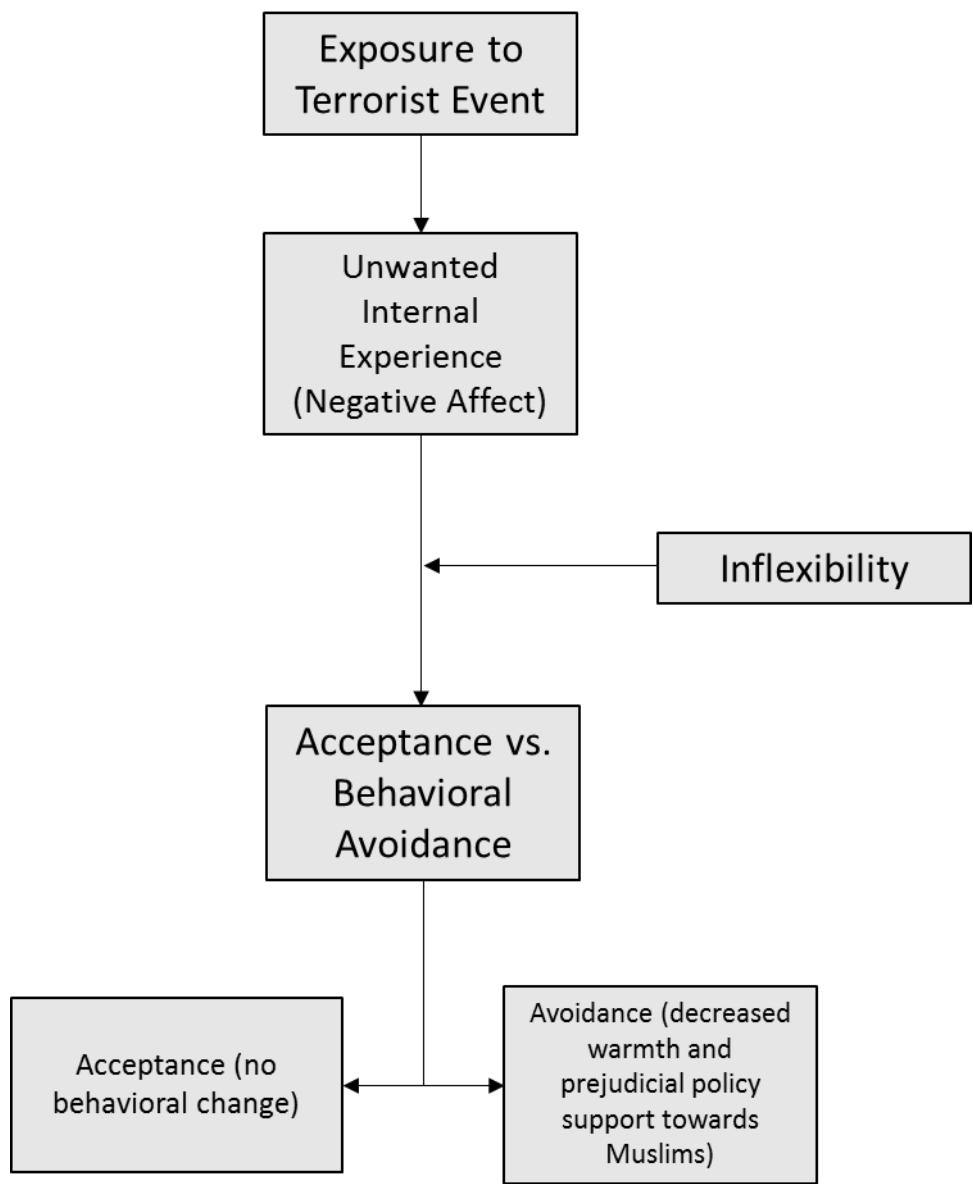 Exposure to
Terrorist Event
Unwanted
Internal
Experience
(Negative Affect)
Inflexibility
Acceptance vs.
Behavioral
Avoidance
Acceptance (no
behavioral change)
Avoidance (decreased
warmth and
prejudicial policy
support towards
Muslims)